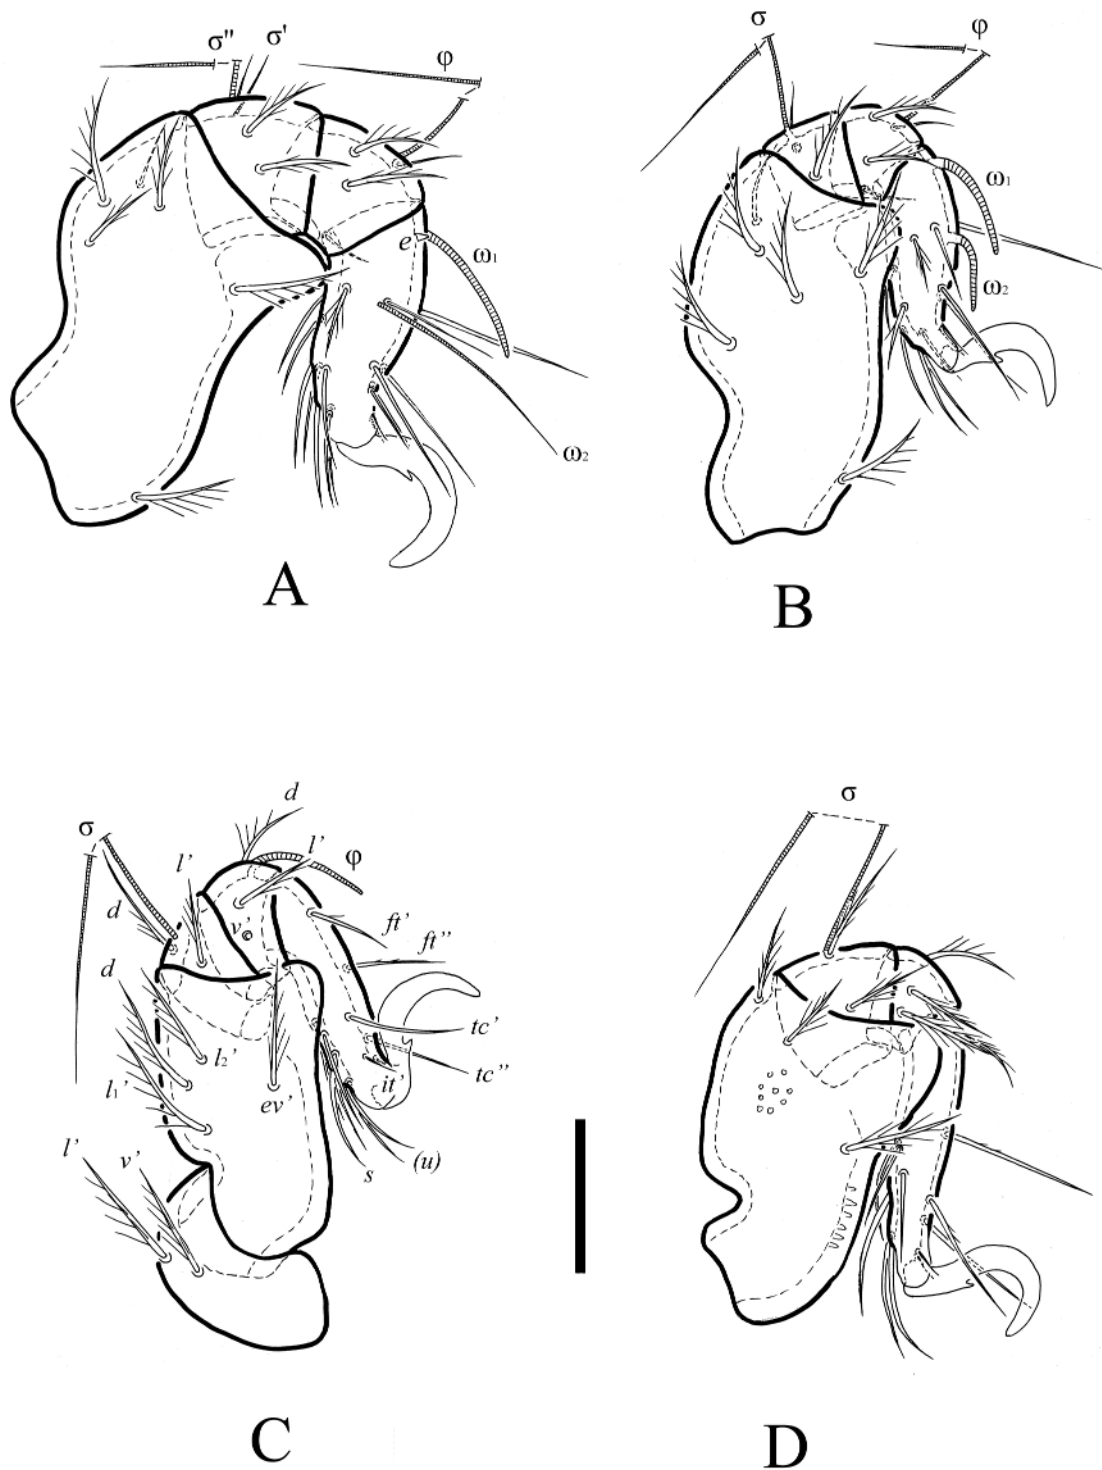 σ" σ' φ
e ω₁
ω₂
A
σ φ
ω₁
ω₂
B
σ l' d l' φ
d v' ft'
d ft"
l₂' tc'
l₁' ev' it' tc"
l' v' s (u)
C
σ
D